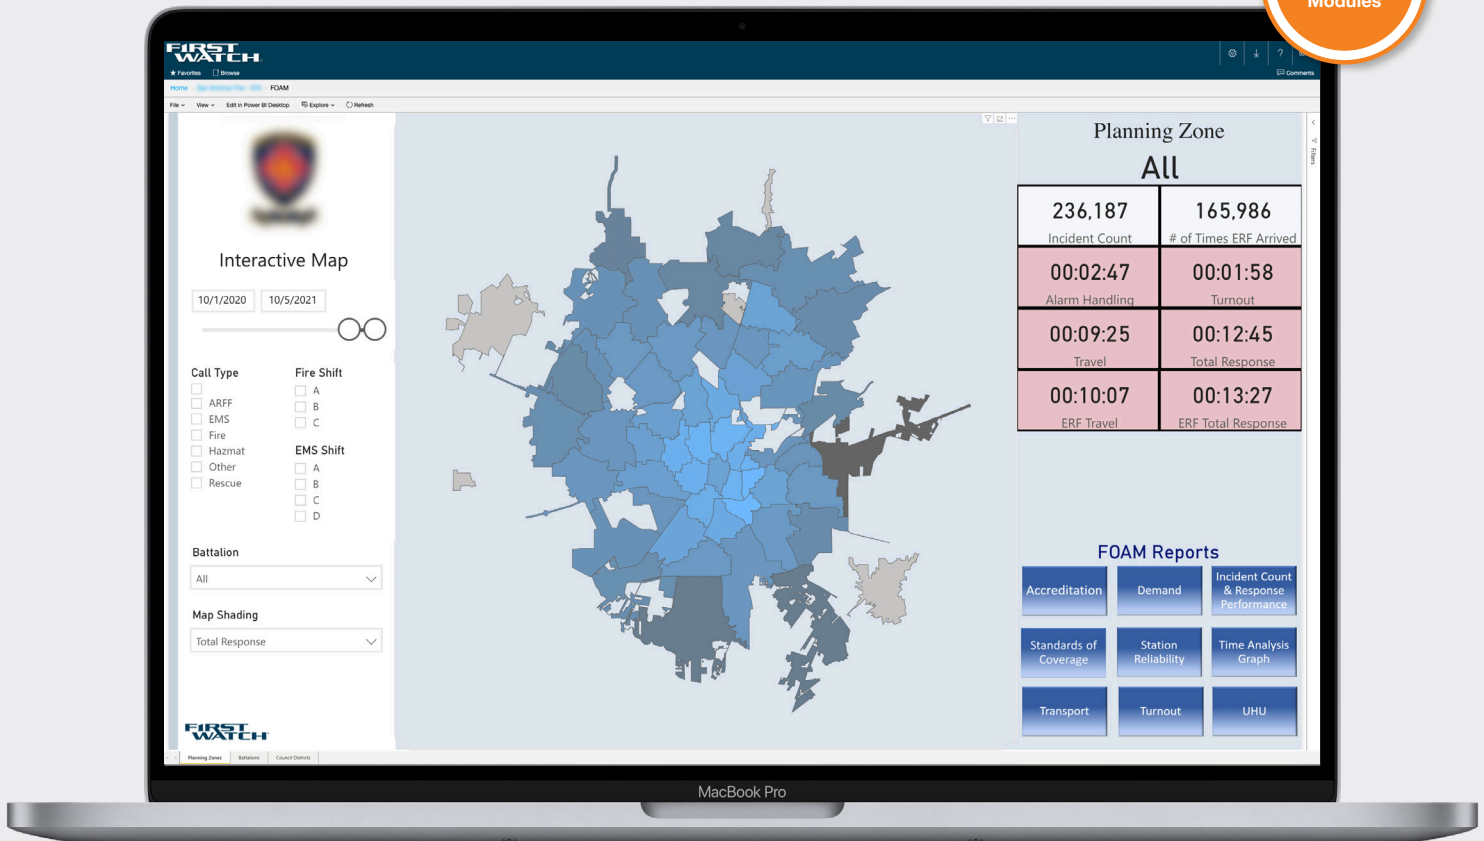 Modules
FIRST
WATCH
★ Favorites
Browse
Comments
Home
FOAM
File
View
Edit in Power BI Desktop
Explore
Refresh
Filters
Interactive Map
10/1/2020
10/5/2021
Call Type
ARFF
EMS
Fire
Hazmat
Other
Rescue
Fire Shift
A
B
C
EMS Shift
A
B
C
D
Battalion
All
Map Shading
Total Response
FIRST
WATCH
Planning Zones
Battalions
Council Districts
Planning Zone
All
236,187
Incident Count
165,986
# of Times ERF Arrived
00:02:47
Alarm Handling
00:01:58
Turnout
00:09:25
Travel
00:12:45
Total Response
00:10:07
ERF Travel
00:13:27
ERF Total Response
FOAM Reports
Accreditation
Demand
Incident Count
& Response
Performance
Standards of
Coverage
Station
Reliability
Time Analysis
Graph
Transport
Turnout
UHU
MacBook Pro